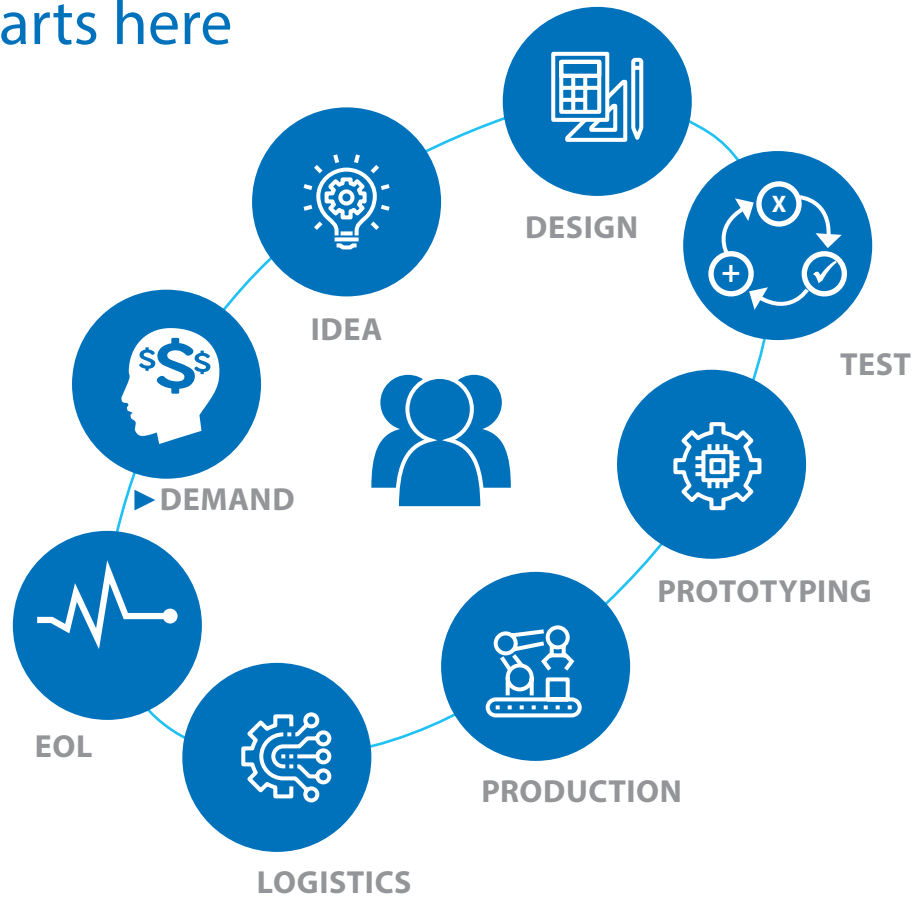 arts here
DESIGN
IDEA
TEST
X
+
$ $ $
▶ DEMAND
PROTOTYPING
EOL
PRODUCTION
LOGISTICS